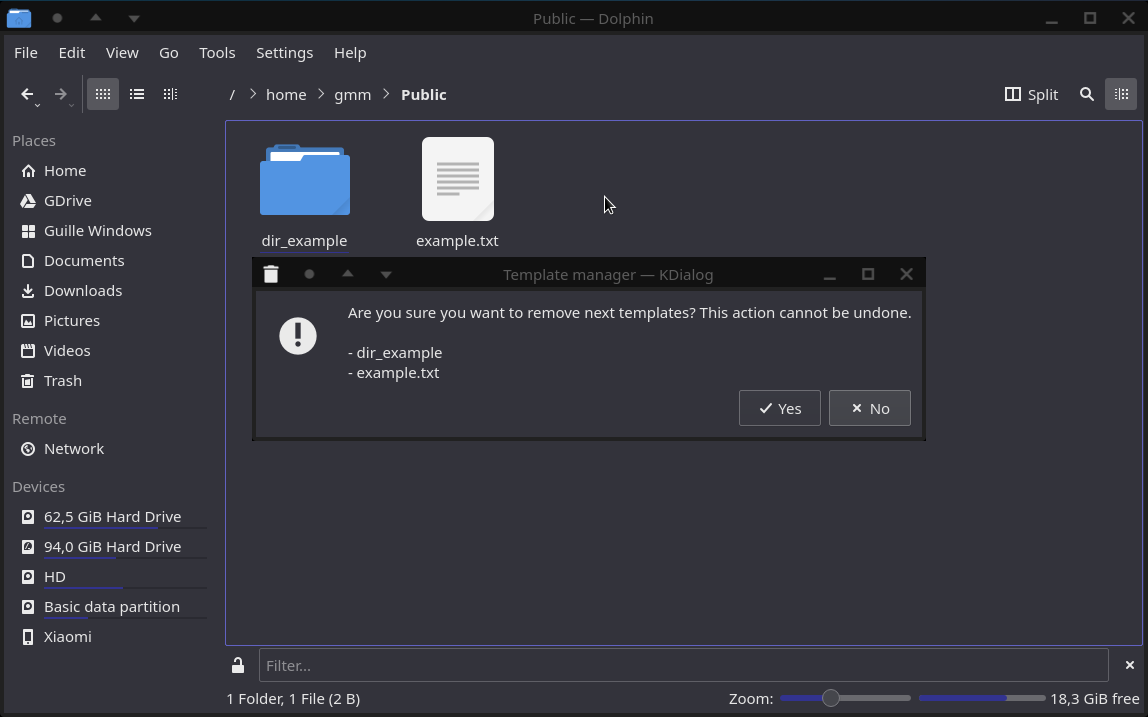 Public — Dolphin
File Edit View Go Tools Settings Help
/ home gmm Public
Split
Places
Home
GDrive
Guille Windows
Documents
Downloads
Pictures
Videos
Trash
Remote
Network
Devices
62,5 GiB Hard Drive
94,0 GiB Hard Drive
HD
Basic data partition
Xiaomi
dir_example
example.txt
Template manager — KDialog
Are you sure you want to remove next templates? This action cannot be undone.
- dir_example
- example.txt
Yes
No
Filter...
1 Folder, 1 File (2 B)
Zoom:
18,3 GiB free